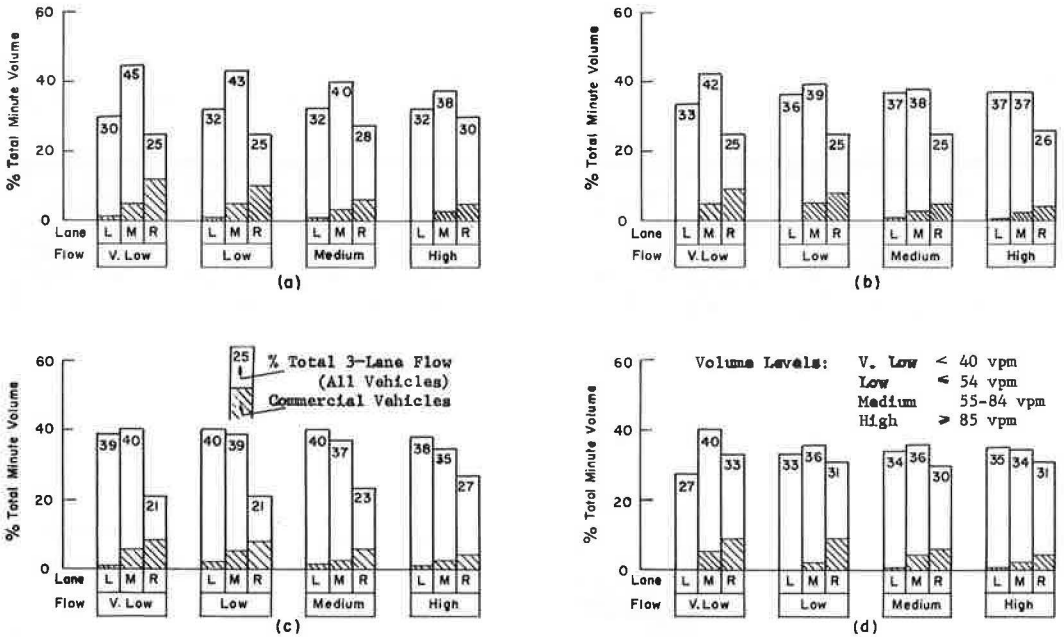 % Total Minute Volume
60
40
20
0
30 45 25
32 43 25
32 40 28
32 38 30
Lane L M R L M R L M R L M R
Flow V. Low Low Medium High
(a)
% Total Minute Volume
60
40
20
0
33 42 25
36 39 25
37 38 25
37 37 26
Lane L M R L M R L M R L M R
Flow V.Low Low Medium High
(b)
% Total Minute Volume
60
40
20
0
25 % Total 3-Lane Flow
(All Vehicles)
Commercial Vehicles
39 40 21
40 39 21
40 37 23
38 35 27
Lane L M R L M R L M R L M R
Flow V. Low Low Medium High
(c)
% Total Minute Volume
60
40
20
0
Volume Levels: V. Low < 40 vpm
Low ≤ 54 vpm
Medium 55-84 vpm
High ≥ 85 vpm
27 40 33
33 36 31
34 36 30
35 34 31
Lane L M R L M R L M R L M R
Flow V.Low Low Medium High
(d)